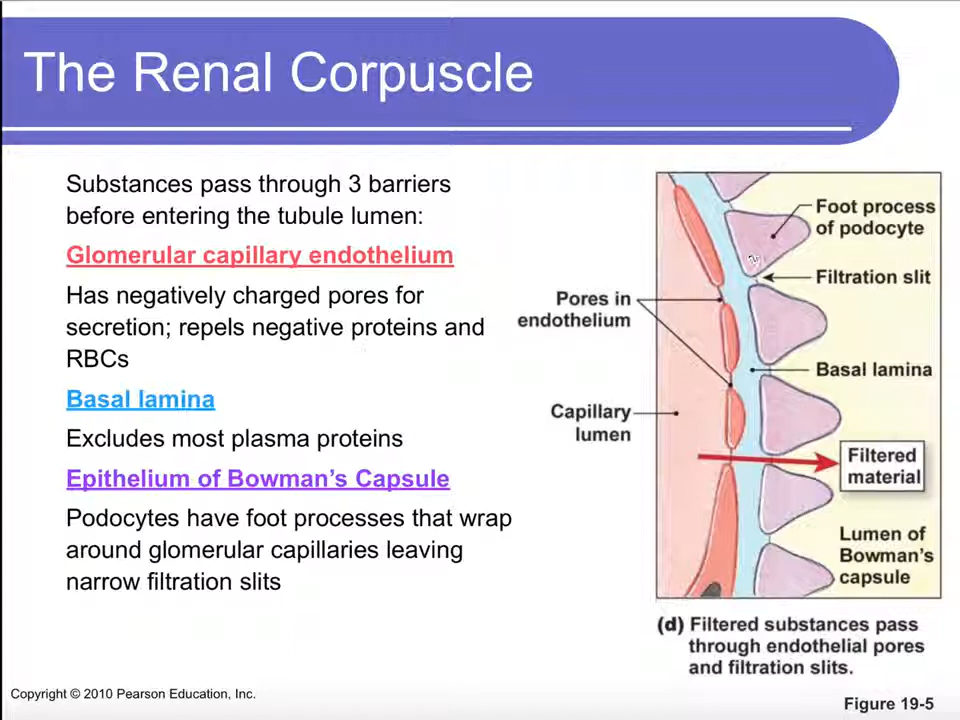 The Renal Corpuscle
Substances pass through 3 barriers
before entering the tubule lumen:
Glomerular capillary endothelium
Has negatively charged pores for
secretion; repels negative proteins and
RBCs
Basal lamina
Excludes most plasma proteins
Epithelium of Bowman’s Capsule
Podocytes have foot processes that wrap
around glomerular capillaries leaving
narrow filtration slits
Foot process
of podocyte
Filtration slit
Pores in
endothelium
Basal lamina
Capillary
lumen
Filtered
material
Lumen of
Bowman’s
capsule
(d) Filtered substances pass
through endothelial pores
and filtration slits.
Copyright © 2010 Pearson Education, Inc.
Figure 19-5